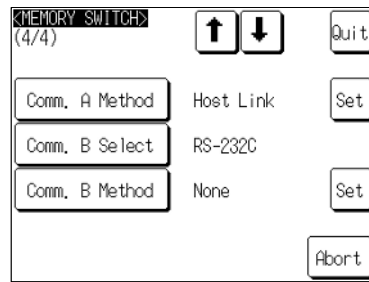 <MEMORY SWITCH>
(4/4)
Quit
Comm. A Method Host Link Set
Comm. B Select RS-232C
Comm. B Method None Set
Abort